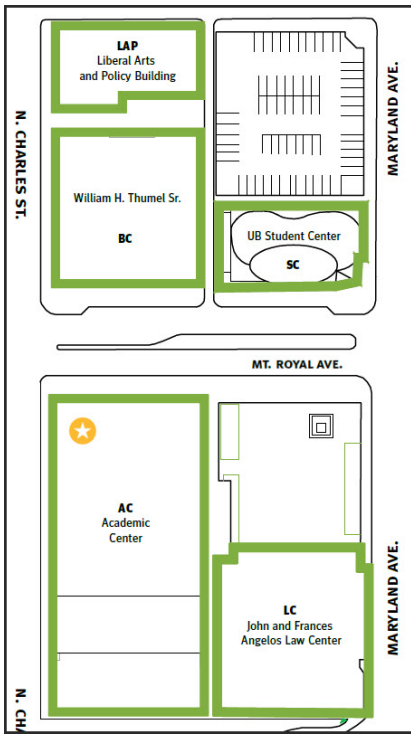 LAP
Liberal Arts
and Policy Building
N. CHARLES ST.
MARYLAND AVE.
William H. Thumel Sr.
BC
UB Student Center
SC
MT. ROYAL AVE.
AC
Academic
Center
LC
John and Frances
Angelos Law Center
MARYLAND AVE.
N. CHA